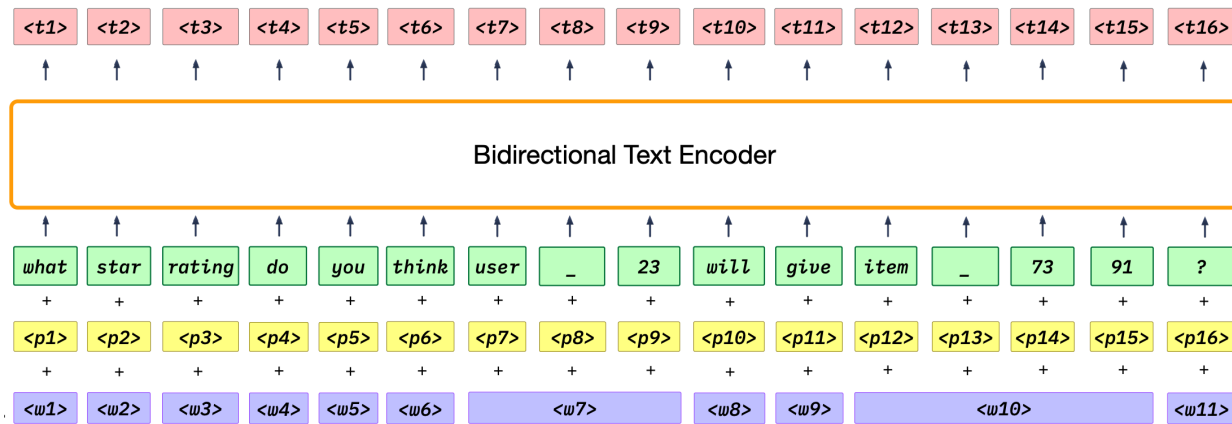 <t1> <t2> <t3> <t4> <t5> <t6> <t7> <t8> <t9> <t10> <t11> <t12> <t13> <t14> <t15> <t16>
Bidirectional Text Encoder
what star rating do you think user _ 23 will give item _ 73 91 ?
+ + + + + + + + + + + + + + + +
<p1> <p2> <p3> <p4> <p5> <p6> <p7> <p8> <p9> <p10> <p11> <p12> <p13> <p14> <p15> <p16>
+ + + + + + + + + + + + + + + +
<w1> <w2> <w3> <w4> <w5> <w6> <w7> <w8> <w9> <w10> <w11>